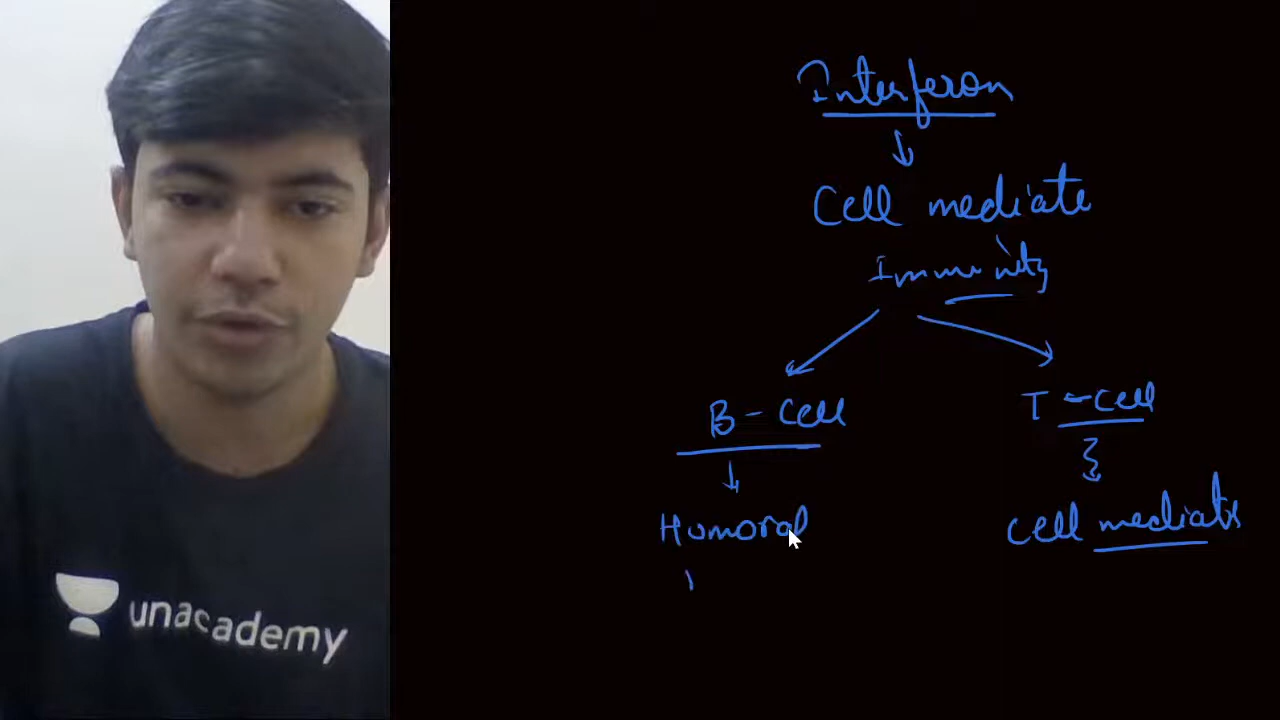 Interferon
Cell mediate
Immunity
B - Cell
T - Cell
Humoral
cell mediate
unacademy